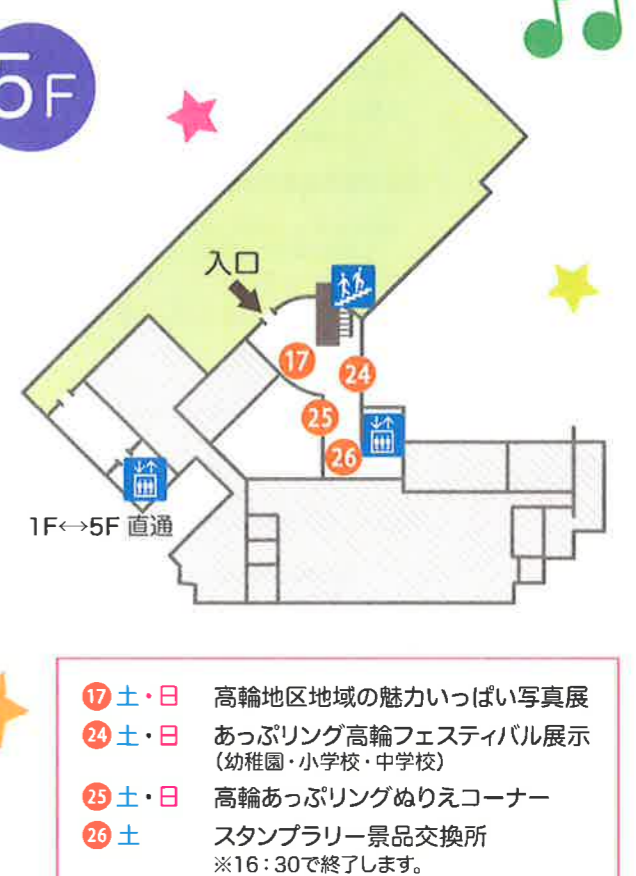 5F
入口
17
24
25
26
1F↔5F 直通
17 土・日 高輪地区地域の魅力いっぱい写真展
24 土・日 あっぷリング高輪フェスティバル展示
(幼稚園・小学校・中学校)
25 土・日 高輪あっぷリングぬりえコーナー
26 土 スタンプラリー景品交換所
※16:30で終了します。